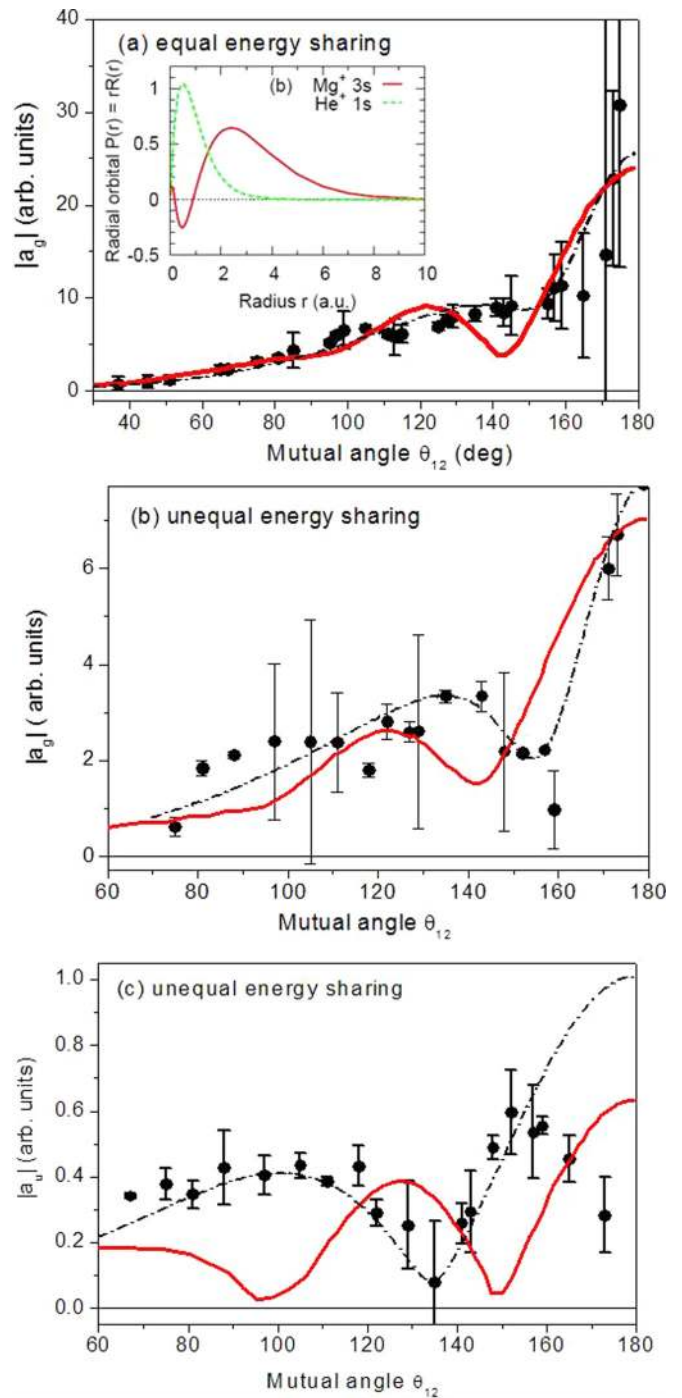 (a) equal energy sharing
|a_g| (arb. units)
40
30
20
10
0
Radial orbital P(r) = rR(r)
1
0.5
0
-0.5
(b)
Mg⁺ 3s
He⁺ 1s
0 2 4 6 8 10
Radius r (a.u.)
40 60 80 100 120 140 160 180
Mutual angle θ₁₂ (deg)
(b) unequal energy sharing
|a_g| ( arb. units)
6
4
2
0
60 80 100 120 140 160 180
Mutual angle θ₁₂
(c) unequal energy sharing
|a_u| (arb. units)
1.0
0.8
0.6
0.4
0.2
0.0
60 80 100 120 140 160 180
Mutual angle θ₁₂